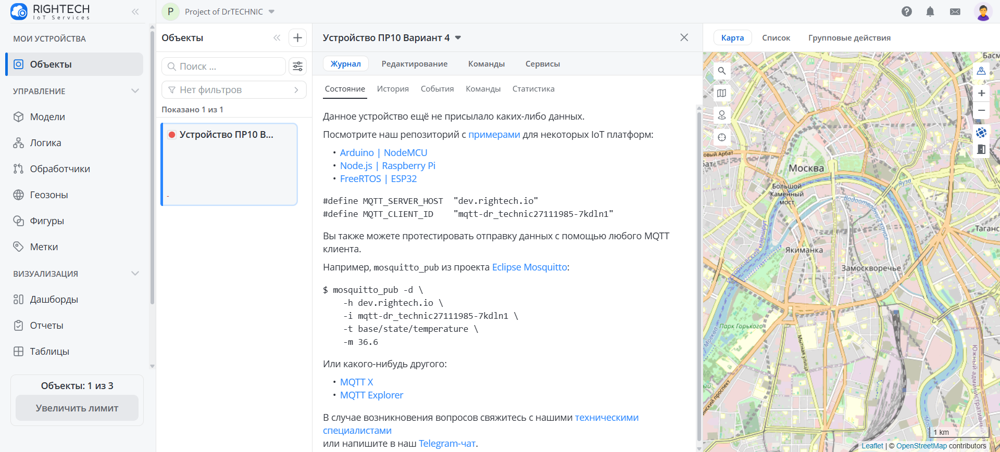 RIGHTECH
IoT Services
P
Project of DrTECHNIC
МОИ УСТРОЙСТВА
Объекты
УПРАВЛЕНИЕ
Модели
Логика
Обработчики
Геозоны
Фигуры
Метки
ВИЗУАЛИЗАЦИЯ
Дашборды
Отчеты
Таблицы
Объекты: 1 из 3
Увеличить лимит
Объекты
Поиск ...
Нет фильтров
Показано 1 из 1
Устройство ПР10 В...
-
Устройство ПР10 Вариант 4
Журнал Редактирование Команды Сервисы
Состояние История События Команды Статистика
Данное устройство ещё не присылало каких-либо данных.
Посмотрите наш репозиторий с примерами для некоторых IoT платформ:
• Arduino | NodeMCU
• Node.js | Raspberry Pi
• FreeRTOS | ESP32
#define MQTT_SERVER_HOST "dev.rightech.io"
#define MQTT_CLIENT_ID "mqtt-dr_technic27111985-7kdln1"
Вы также можете протестировать отправку данных с помощью любого MQTT
клиента.
Например, mosquitto_pub из проекта Eclipse Mosquitto:
$ mosquitto_pub -d \
-h dev.rightech.io \
-i mqtt-dr_technic27111985-7kdln1 \
-t base/state/temperature \
-m 36.6
Или какого-нибудь другого:
• MQTT X
• MQTT Explorer
В случае возникновения вопросов свяжитесь с нашими техническими
специалистами
или напишите в наш Telegram-чат.
Карта Список Групповые действия
Басм
овый Арбат
бат
Москва
Яуза
Большой
Каменный
мост
Водоотводный канал
Таганс
Якиманка
Замоскворечье
Парк Горького
Мытная улица
Южный административный
нский проспект
1 km
Leaflet | © OpenStreetMap contributors